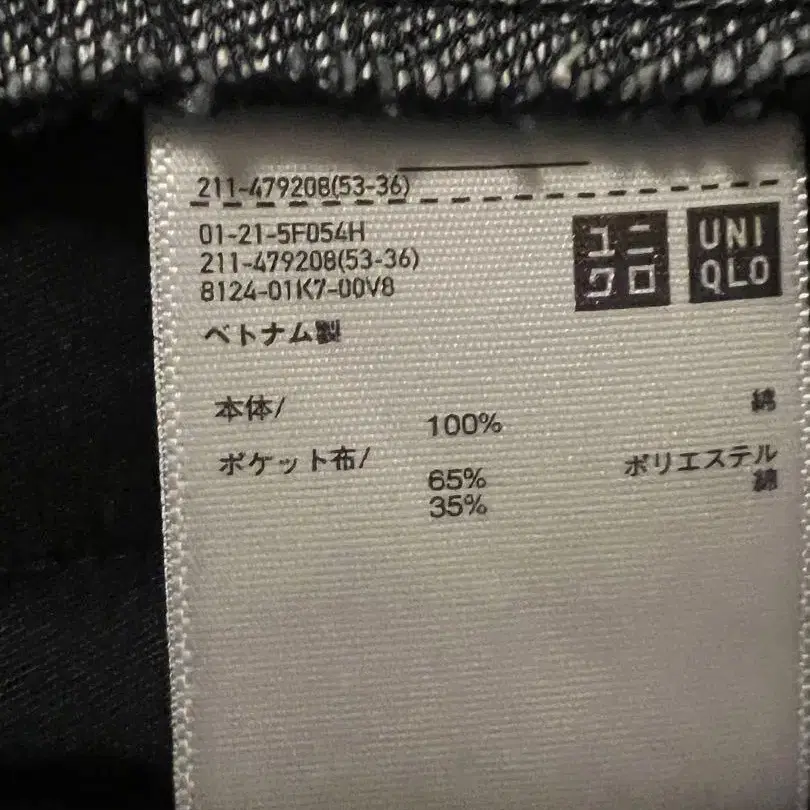 211-479208(53-36)
01-21-5F054H
211-479208(53-36)
8124-01K7-00V8
ユニ
クロ
UNI
QLO
ベトナム製
本体/
100% 綿
ポケット布/
65% ポリエステル
35% 綿